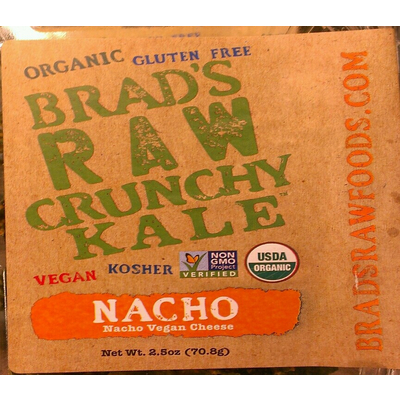 ORGANIC GLUTEN FREE
BRAD'S
RAW
CRUNCHY
KALE™
VEGAN KOSHER
NON
GMO
Project
VERIFIED
USDA
ORGANIC
NACHO
Nacho Vegan Cheese
Net Wt. 2.5oz (70.8g)
BRADSRAWFOODS.COM